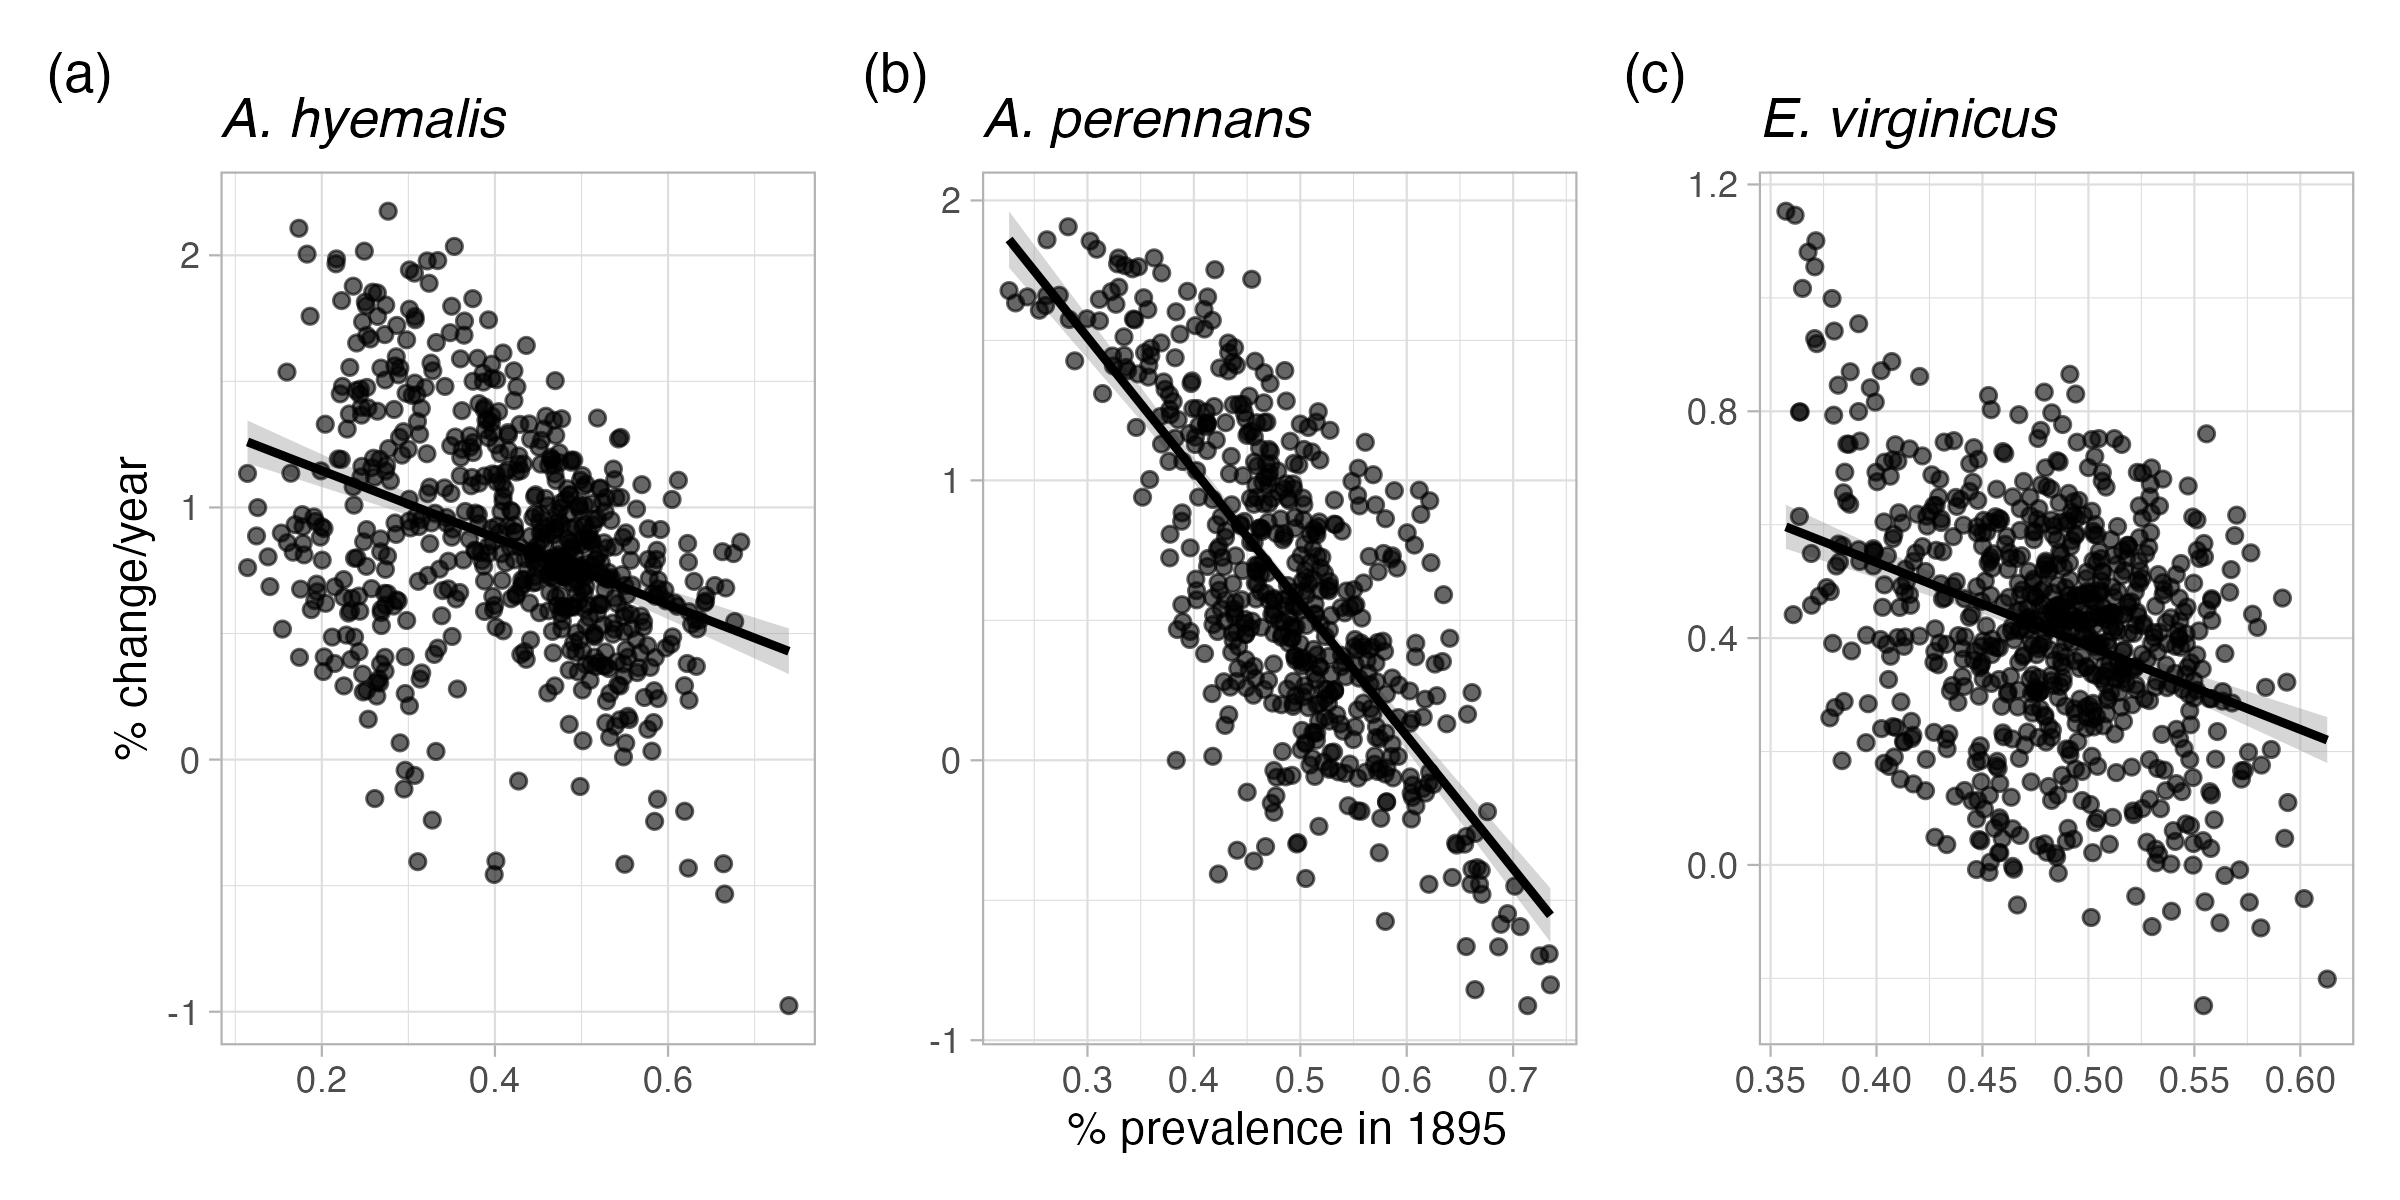 (a)
A. hyemalis
(b)
A. perennans
(c)
E. virginicus
% change/year
2
1
0
-1
0.2 0.4 0.6
2
1
0
-1
0.3 0.4 0.5 0.6 0.7
1.2
0.8
0.4
0.0
0.35 0.40 0.45 0.50 0.55 0.60
% prevalence in 1895